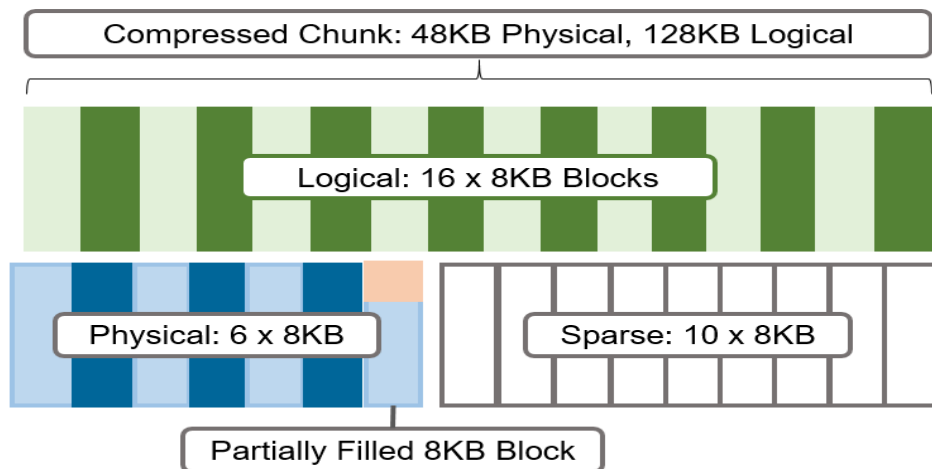 Compressed Chunk: 48KB Physical, 128KB Logical
Logical: 16 x 8KB Blocks
Physical: 6 x 8KB
Sparse: 10 x 8KB
Partially Filled 8KB Block